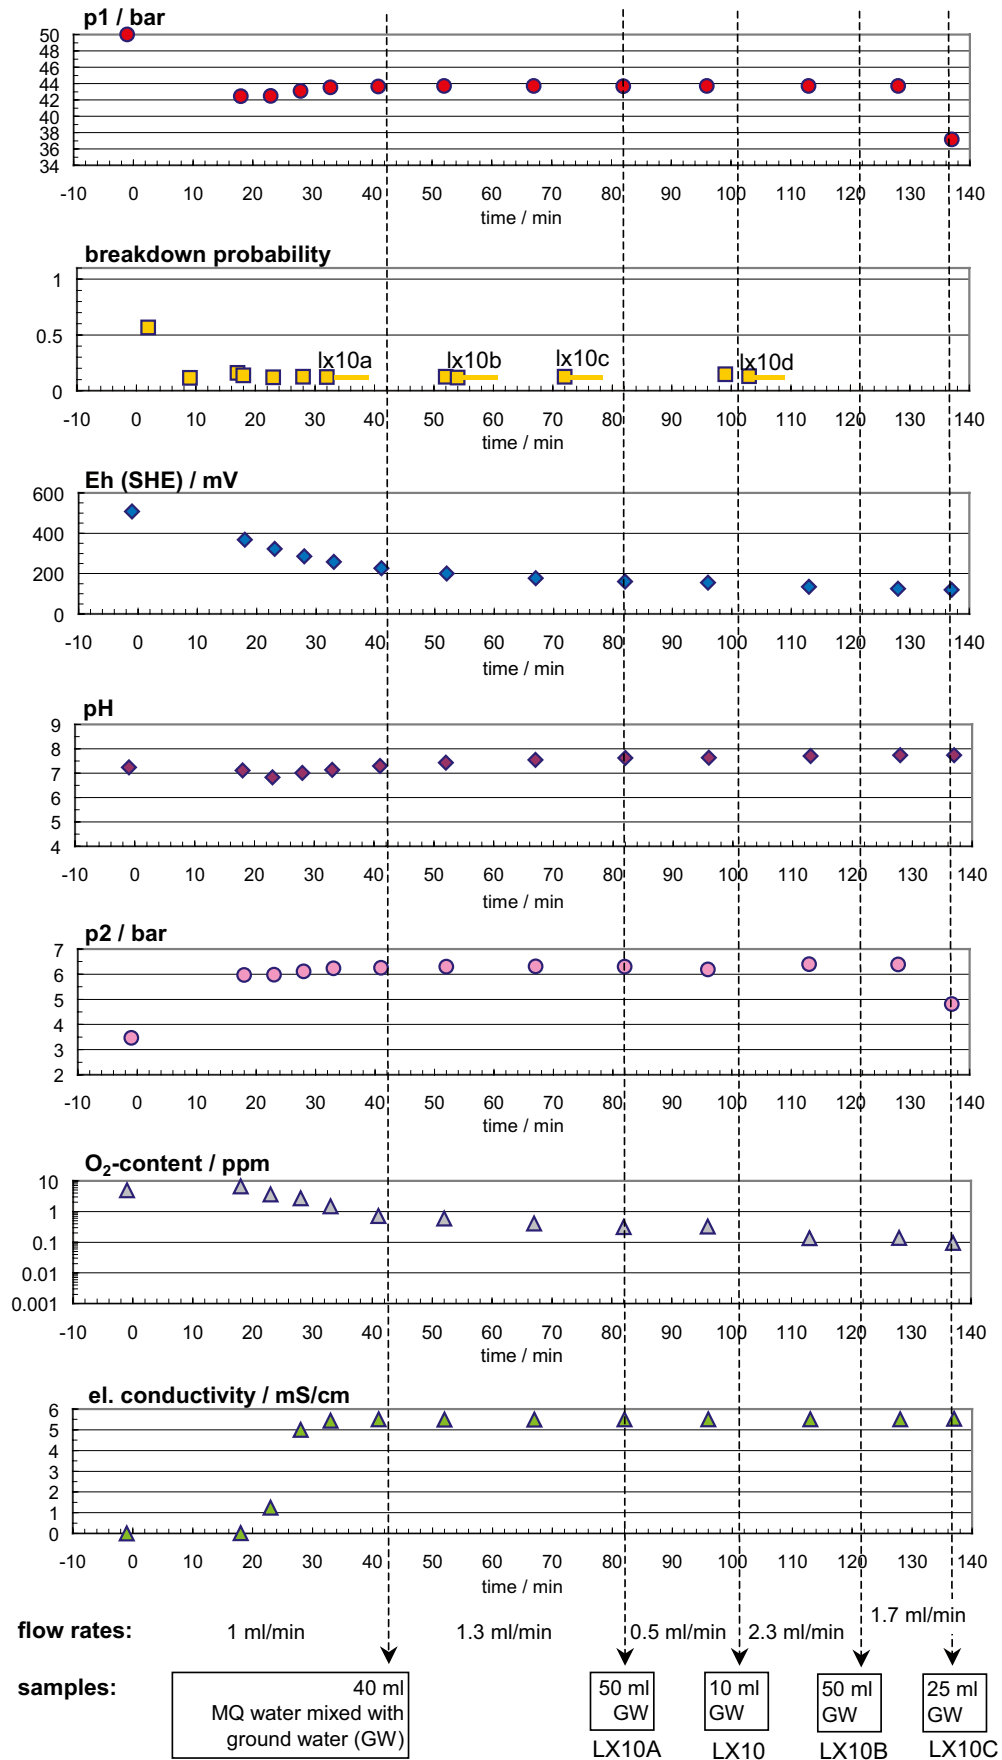 p1 / bar
50
48
46
44
42
40
38
36
34
-10 0 10 20 30 40 50 60 70 80 90 100 110 120 130 140
time / min
breakdown probability
1
0.5
0
lx10a lx10b lx10c lx10d
-10 0 10 20 30 40 50 60 70 80 90 100 110 120 130 140
time / min
Eh (SHE) / mV
600
400
200
0
-10 0 10 20 30 40 50 60 70 80 90 100 110 120 130 140
time / min
pH
9
8
7
6
5
4
-10 0 10 20 30 40 50 60 70 80 90 100 110 120 130 140
time / min
p2 / bar
7
6
5
4
3
2
-10 0 10 20 30 40 50 60 70 80 90 100 110 120 130 140
time / min
O₂-content / ppm
10
1
0.1
0.01
0.001
-10 0 10 20 30 40 50 60 70 80 90 100 110 120 130 140
time / min
el. conductivity / mS/cm
6
5
4
3
2
1
0
-10 0 10 20 30 40 50 60 70 80 90 100 110 120 130 140
time / min
flow rates: 1 ml/min 1.3 ml/min 0.5 ml/min 2.3 ml/min 1.7 ml/min
samples:
40 ml
MQ water mixed with
ground water (GW)
50 ml
GW
LX10A
10 ml
GW
LX10
50 ml
GW
LX10B
25 ml
GW
LX10C